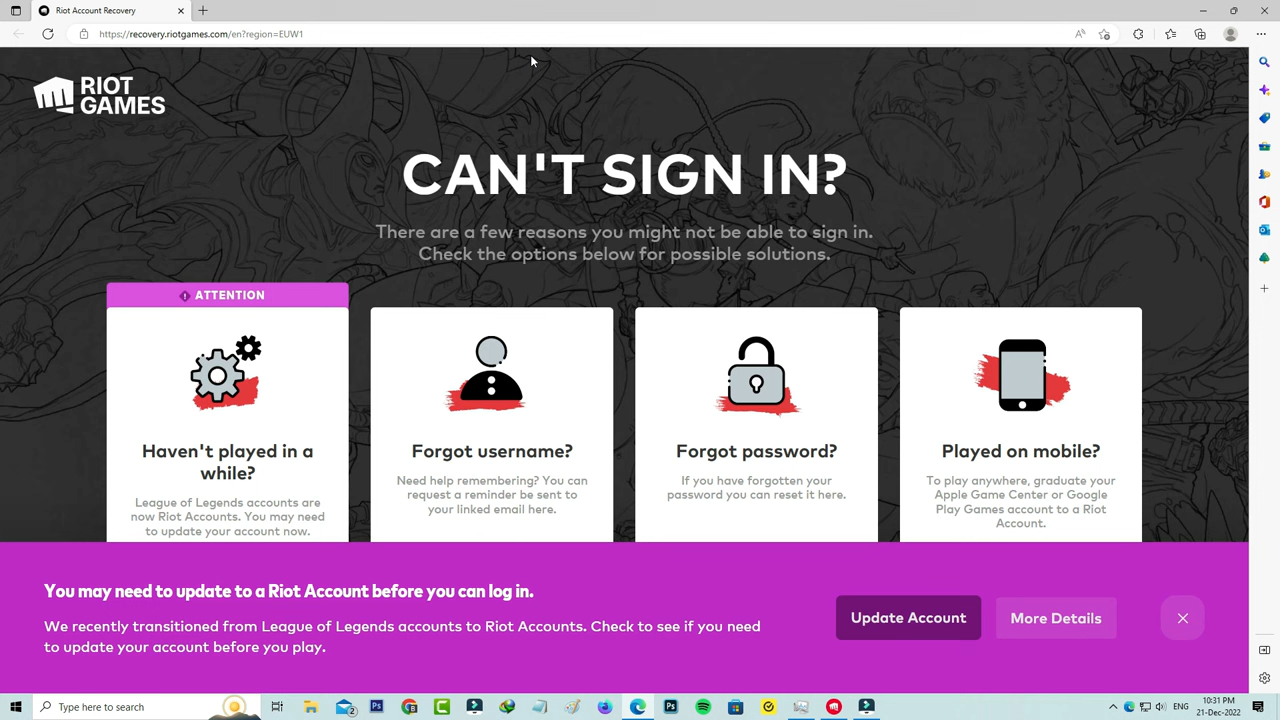 Riot Account Recovery
https://recovery.riotgames.com/en?region=EUW1
RIOT
GAMES
CAN'T SIGN IN?
There are a few reasons you might not be able to sign in.
Check the options below for possible solutions.
ATTENTION
Haven't played in a
while?
League of Legends accounts are
now Riot Accounts. You may need
to update your account now.
Forgot username?
Need help remembering? You can
request a reminder be sent to
your linked email here.
Forgot password?
If you have forgotten your
password you can reset it here.
Played on mobile?
To play anywhere, graduate your
Apple Game Center or Google
Play Games account to a Riot
Account.
You may need to update to a Riot Account before you can log in.
We recently transitioned from League of Legends accounts to Riot Accounts. Check to see if you need
to update your account before you play.
Update Account
More Details
Type here to search
ENG
10:31 PM
21-Dec-2022